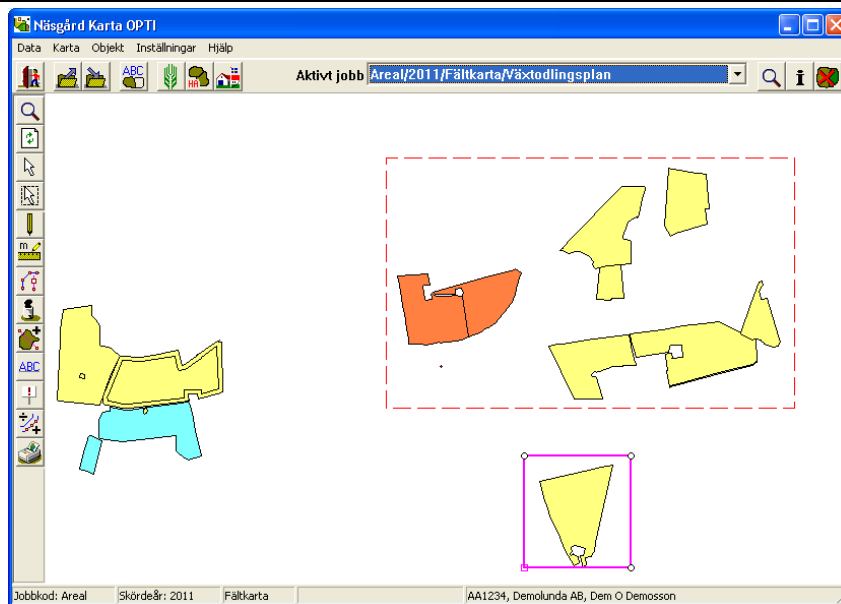 Näsgård Karta OPTI
Data Karta Objekt Inställningar Hjälp
ABC HA Aktivt jobb Areal/2011/Fältkarta/Växtodlingsplan i
m
ABC
Jobbkod: Areal Skördeår: 2011 Fältkarta AA1234, Demolunda AB, Dem O Demosson